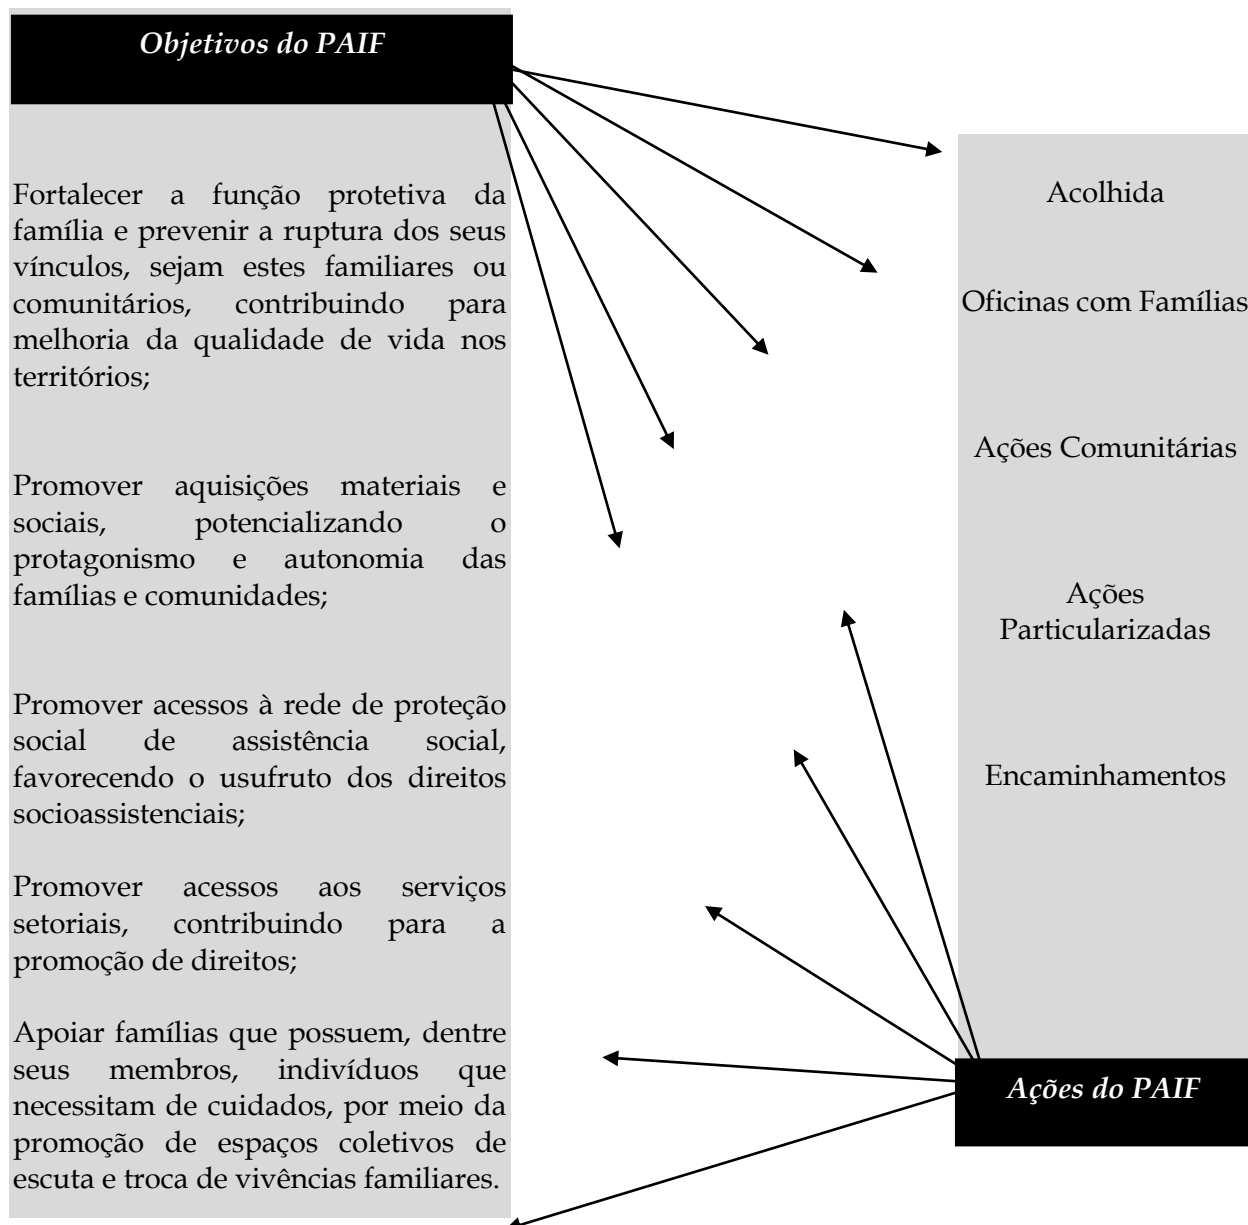 Objetivos do PAIF
Fortalecer a função protetiva da
família e prevenir a ruptura dos seus
vínculos, sejam estes familiares ou
comunitários, contribuindo para
melhoria da qualidade de vida nos
territórios;
Promover aquisições materiais e
sociais, potencializando o
protagonismo e autonomia das
famílias e comunidades;
Promover acessos à rede de proteção
social de assistência social,
favorecendo o usufruto dos direitos
socioassistenciais;
Promover acessos aos serviços
setoriais, contribuindo para a
promoção de direitos;
Apoiar famílias que possuem, dentre
seus membros, indivíduos que
necessitam de cuidados, por meio da
promoção de espaços coletivos de
escuta e troca de vivências familiares.
Acolhida
Oficinas com Famílias
Ações Comunitárias
Ações
Particularizadas
Encaminhamentos
Ações do PAIF